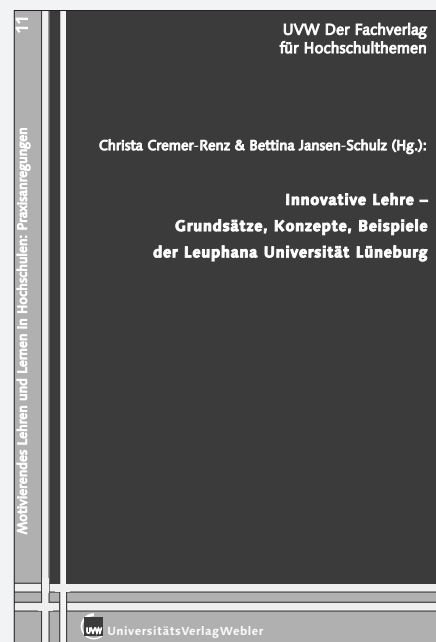 UVW Der Fachverlag
für Hochschulthemen
Christa Cremer-Renz & Bettina Jansen-Schulz (Hg.):
Innovative Lehre –
Grundsätze, Konzepte, Beispiele
der Leuphana Universität Lüneburg
11
Motivierendes Lehren und Lernen in Hochschulen: Praxisanregungen
UVW UniversitätsVerlagWebler